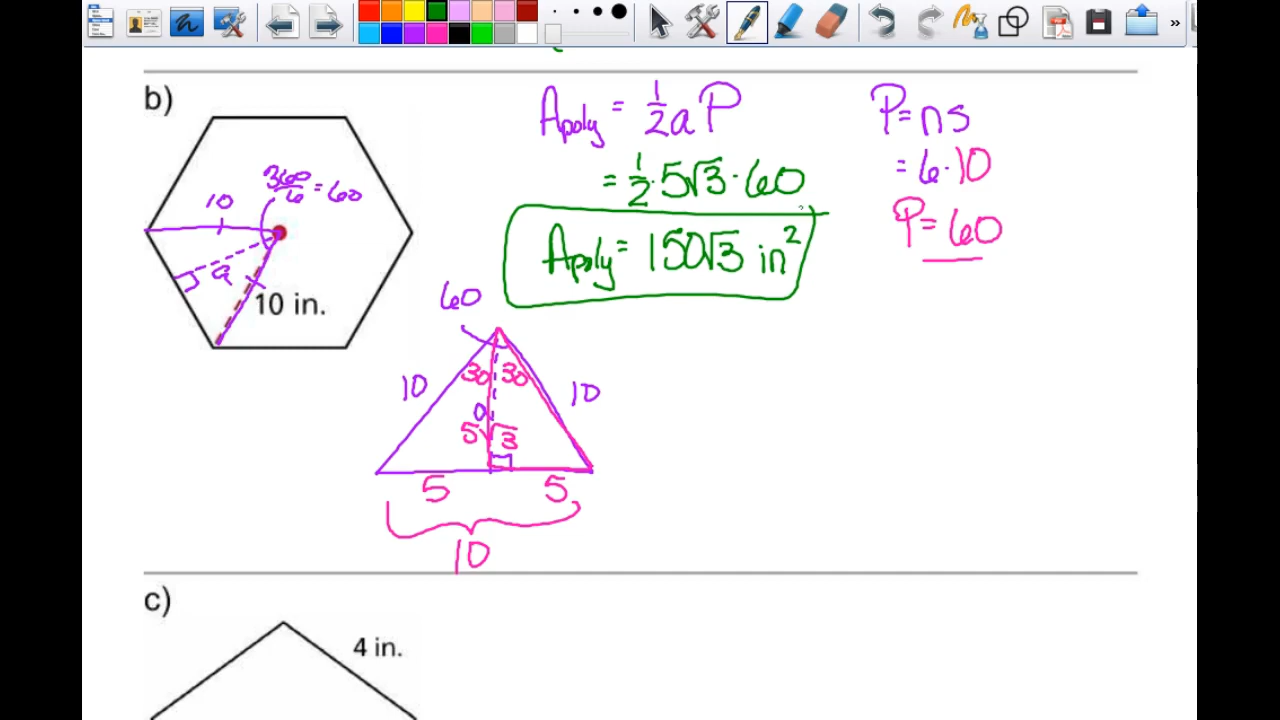 b)
A poly = 1/2 a P
P = ns
= 1/2 · 5√3 · 60
= 6 · 10
A poly = 150√3 in²
P = 60
10
360/6 = 60
a
10 in.
60
10
30 30
10
a
5√3
5 5
10
c)
4 in.
»